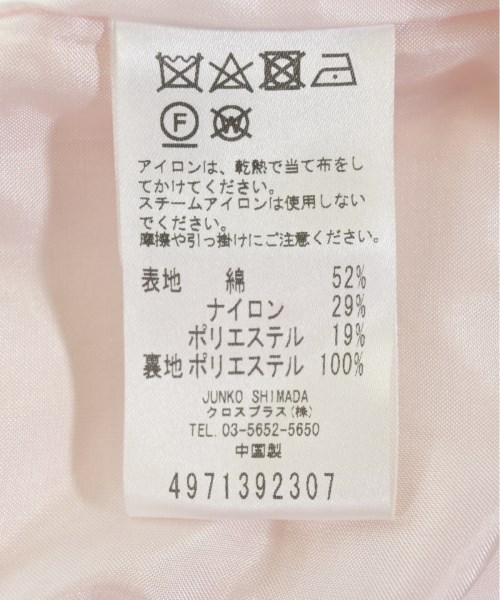 F W
アイロンは、乾熱で当て布をし
てかけてください。
スチームアイロンは使用しない
でください。
摩擦や引っ掛けにご注意ください。
表地 綿 52%
ナイロン 29%
ポリエステル 19%
裏地 ポリエステル 100%
JUNKO SHIMADA
クロスプラス(株)
TEL. 03-5652-5650
中国製
4971392307